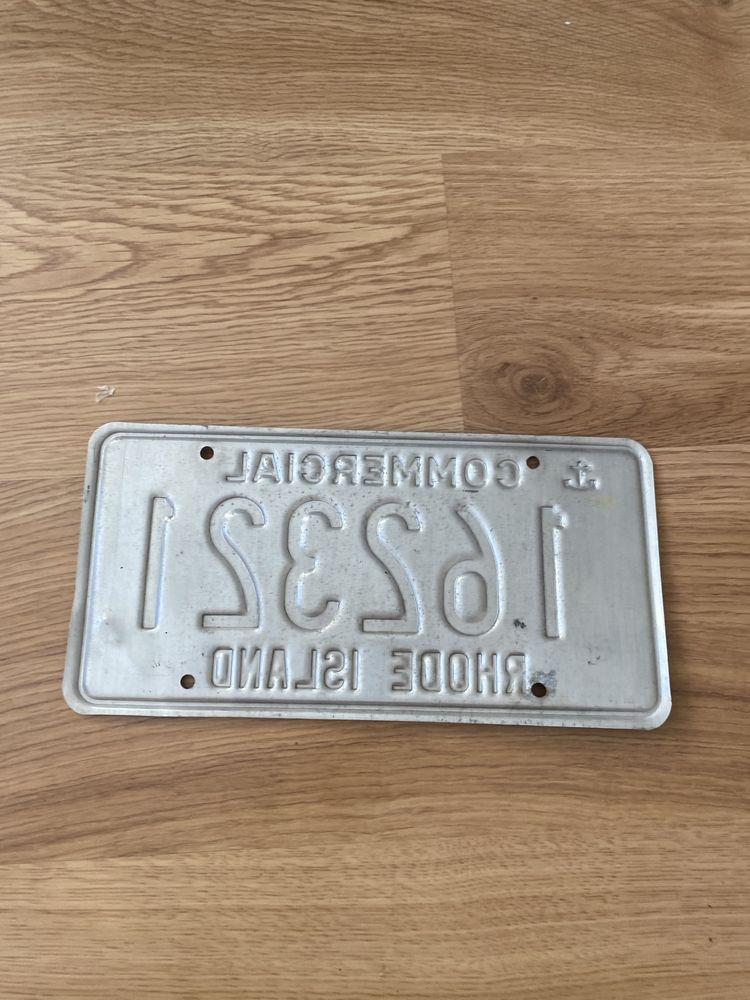 COMMERCIAL
162321
RHODE ISLAND